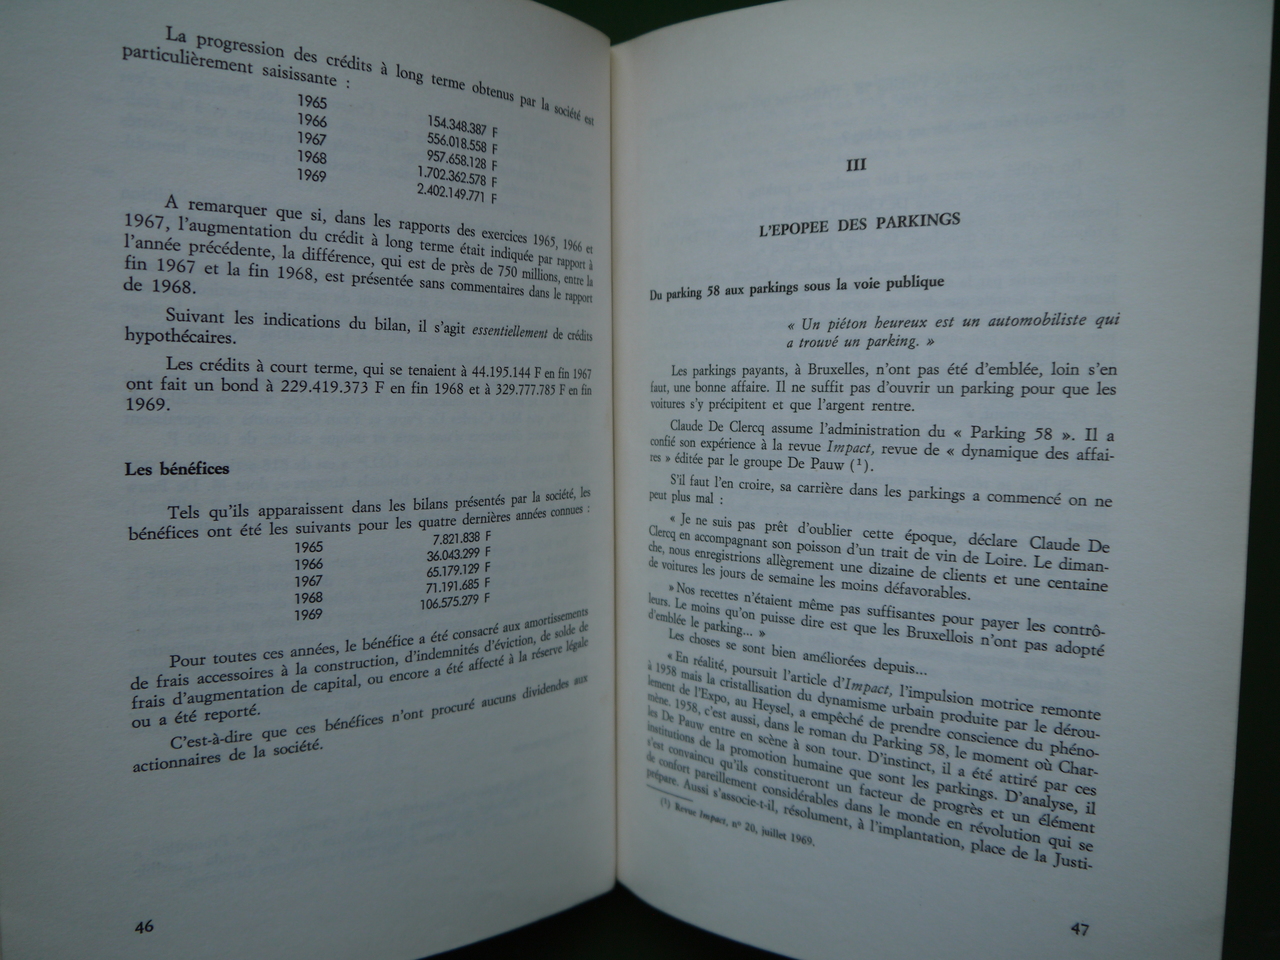 La progression des crédits à long terme obtenus par la société est
particulièrement saisissante :
1965 154.348.387 F
1966 556.018.558 F
1967 957.658.128 F
1968 1.702.362.578 F
1969 2.402.149.771 F
A remarquer que si, dans les rapports des exercices 1965, 1966 et
1967, l'augmentation du crédit à long terme était indiquée par rapport à
l'année précédente, la différence, qui est de près de 750 millions, entre la
fin 1967 et la fin 1968, est présentée sans commentaires dans le rapport
de 1968.
Suivant les indications du bilan, il s'agit essentiellement de crédits
hypothécaires.
Les crédits à court terme, qui se tenaient à 44.195.144 F en fin 1967
ont fait un bond à 229.419.373 F en fin 1968 et à 329.777.785 F en fin
1969.
Les bénéfices
Tels qu'ils apparaissent dans les bilans présentés par la société, les
bénéfices ont été les suivants pour les quatre dernières années connues :
1965 7.821.838 F
1966 36.043.299 F
1967 65.179.129 F
1968 71.191.685 F
1969 106.575.279 F
Pour toutes ces années, le bénéfice a été consacré aux amortissements
de frais accessoires à la construction, d'indemnités d'éviction, de solde de
frais d'augmentation de capital, ou encore a été affecté à la réserve légale
ou a été reporté.
C'est-à-dire que ces bénéfices n'ont procuré aucuns dividendes aux
actionnaires de la société.
46
III
L'EPOPEE DES PARKINGS
Du parking 58 aux parkings sous la voie publique
« Un piéton heureux est un automobiliste qui
a trouvé un parking. »
Les parkings payants, à Bruxelles, n'ont pas été d'emblée, loin s'en
faut, une bonne affaire. Il ne suffit pas d'ouvrir un parking pour que les
voitures s'y précipitent et que l'argent rentre.
Claude De Clercq assume l'administration du « Parking 58 ». Il a
confié son expérience à la revue Impact, revue de « dynamique des affai-
res » éditée par le groupe De Pauw (¹).
S'il faut l'en croire, sa carrière dans les parkings a commencé on ne
peut plus mal :
« Je ne suis pas prêt d'oublier cette époque, déclare Claude De
Clercq en accompagnant son poisson d'un trait de vin de Loire. Le diman-
che, nous enregistrions allègrement une dizaine de clients et une centaine
de voitures les jours de semaine les moins défavorables.
» Nos recettes n'étaient même pas suffisantes pour payer les contrô-
leurs. Le moins qu'on puisse dire est que les Bruxellois n'ont pas adopté
d'emblée le parking... »
Les choses se sont bien améliorées depuis...
« En réalité, poursuit l'article d'Impact, l'impulsion motrice remonte
à 1958 mais la cristallisation du dynamisme urbain produite par le dérou-
lement de l'Expo, au Heysel, a empêché de prendre conscience du phéno-
mène. 1958, c'est aussi, dans le roman du Parking 58, le moment où Char-
les De Pauw entre en scène à son tour. D'instinct, il a été attiré par ces
institutions de la promotion humaine que sont les parkings. D'analyse, il
s'est convaincu qu'ils constitueront un facteur de progrès et un élément
de confort pareillement considérables dans le monde en révolution qui se
prépare. Aussi s'associe-t-il, résolument, à l'implantation, place de la Justi-
(¹) Revue Impact, n° 20, juillet 1969.
47